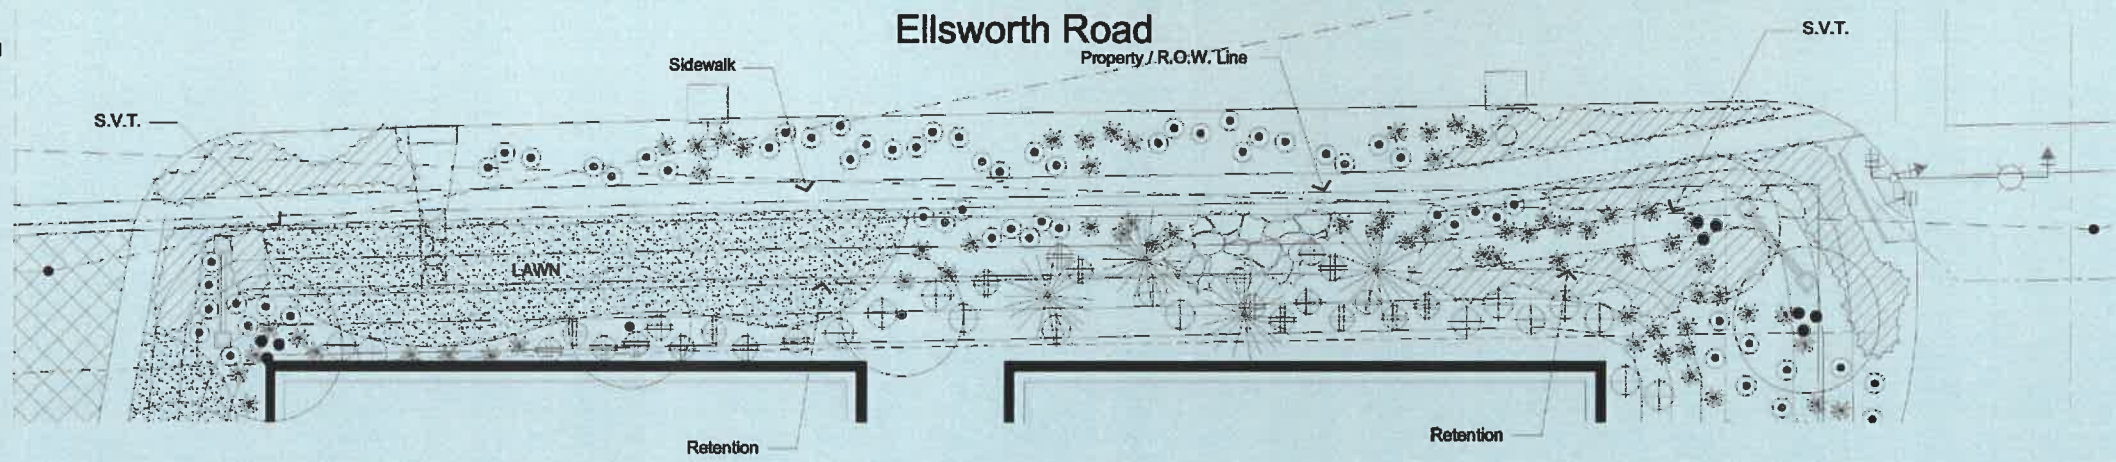 Ellsworth Road
S.V.T.
Property / R.O.W. Line
Sidewalk
S.V.T.
LAWN
Retention
Retention